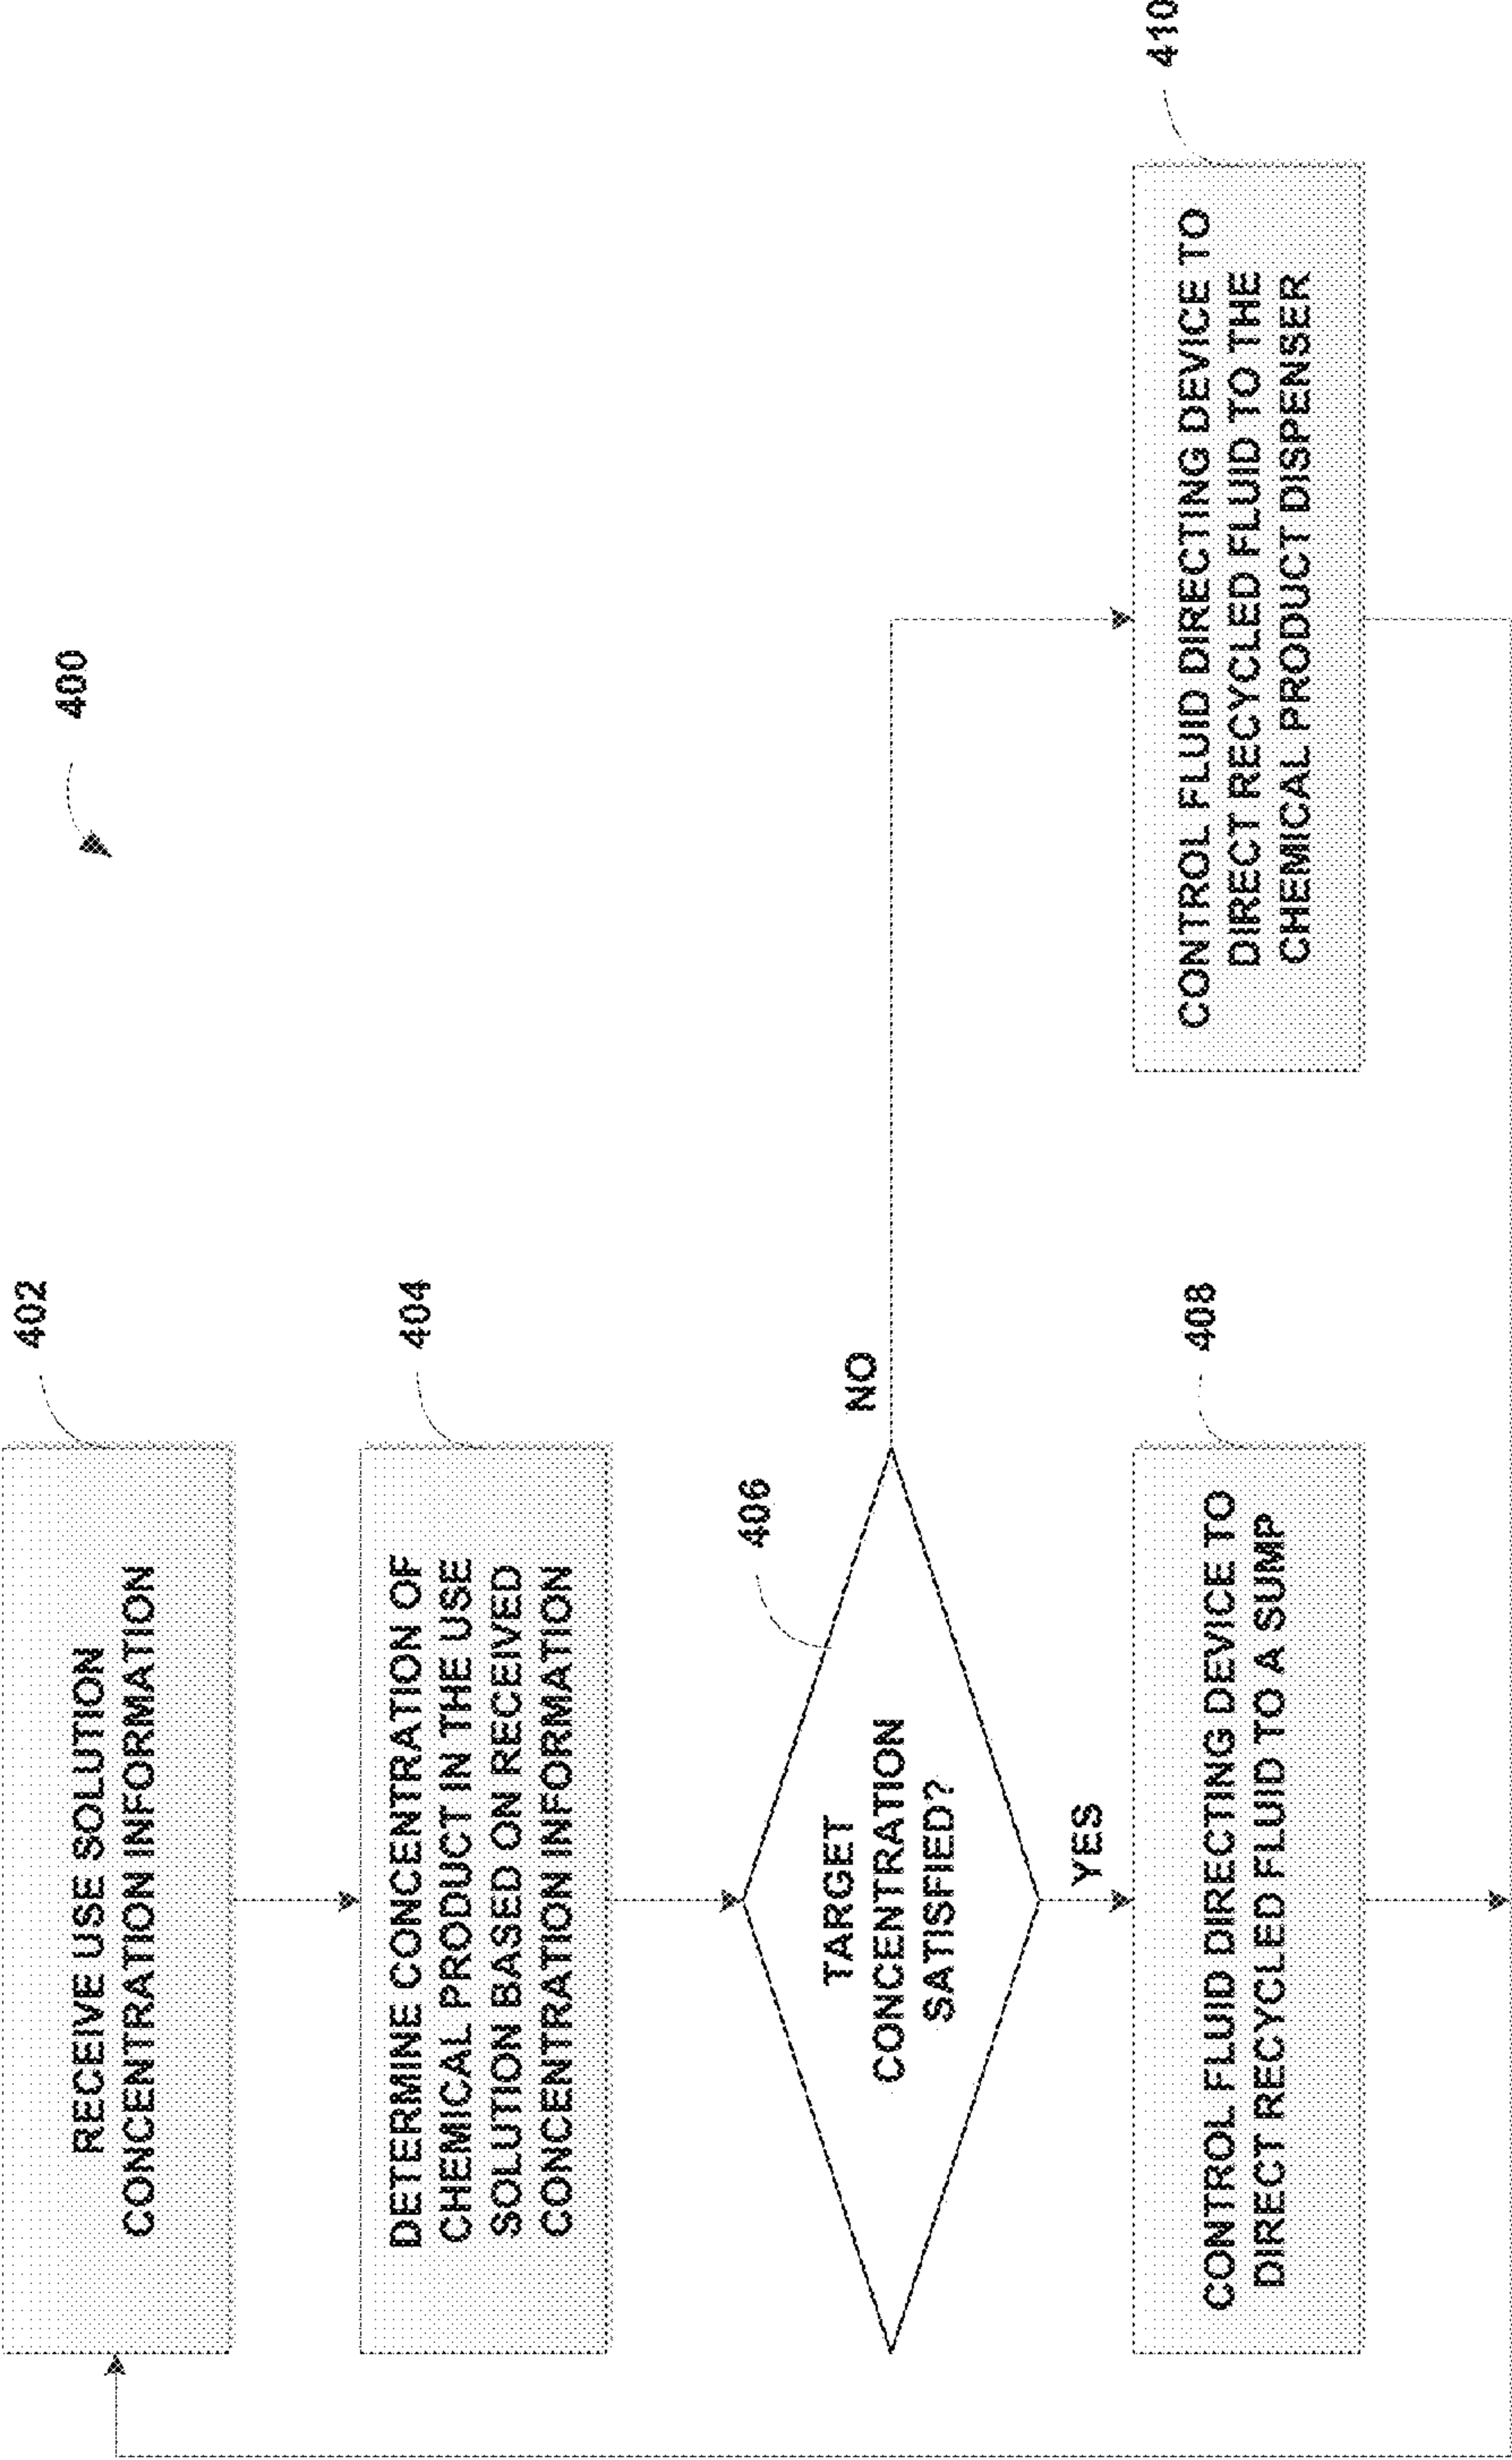 400
402
RECEIVE USE SOLUTION
CONCENTRATION INFORMATION
404
DETERMINE CONCENTRATION OF
CHEMICAL PRODUCT IN THE USE
SOLUTION BASED ON RECEIVED
CONCENTRATION INFORMATION
406
TARGET
CONCENTRATION
SATISFIED?
NO
YES
408
CONTROL FLUID DIRECTING DEVICE TO
DIRECT RECYCLED FLUID TO A SUMP
410
CONTROL FLUID DIRECTING DEVICE TO
DIRECT RECYCLED FLUID TO THE
CHEMICAL PRODUCT DISPENSER